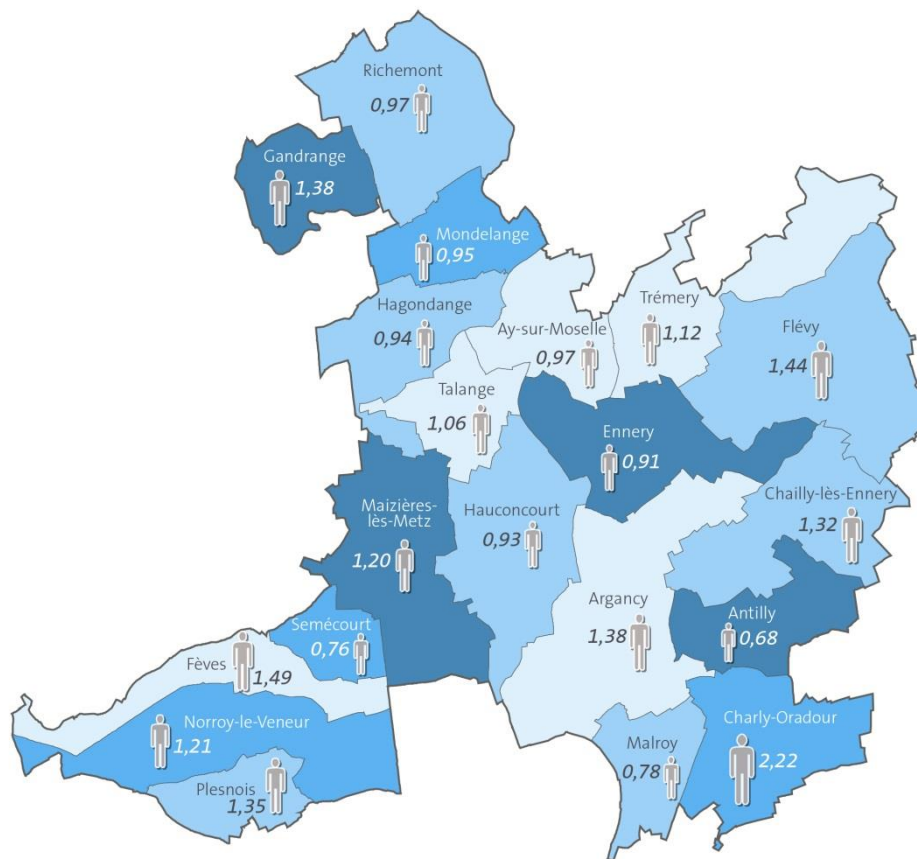 Richemont
0,97
Gandrange
1,38
Mondelange
0,95
Hagondange
0,94
Ay-sur-Moselle
0,97
Trémery
1,12
Flévy
1,44
Talange
1,06
Ennery
0,91
Maizières-
lès-Metz
1,20
Hauconcourt
0,93
Chailly-lès-Ennery
1,32
Argancy
1,38
Antilly
0,68
Semécourt
0,76
Fèves
1,49
Norroy-le-Veneur
1,21
Plesnois
1,35
Malroy
0,78
Charly-Oradour
2,22